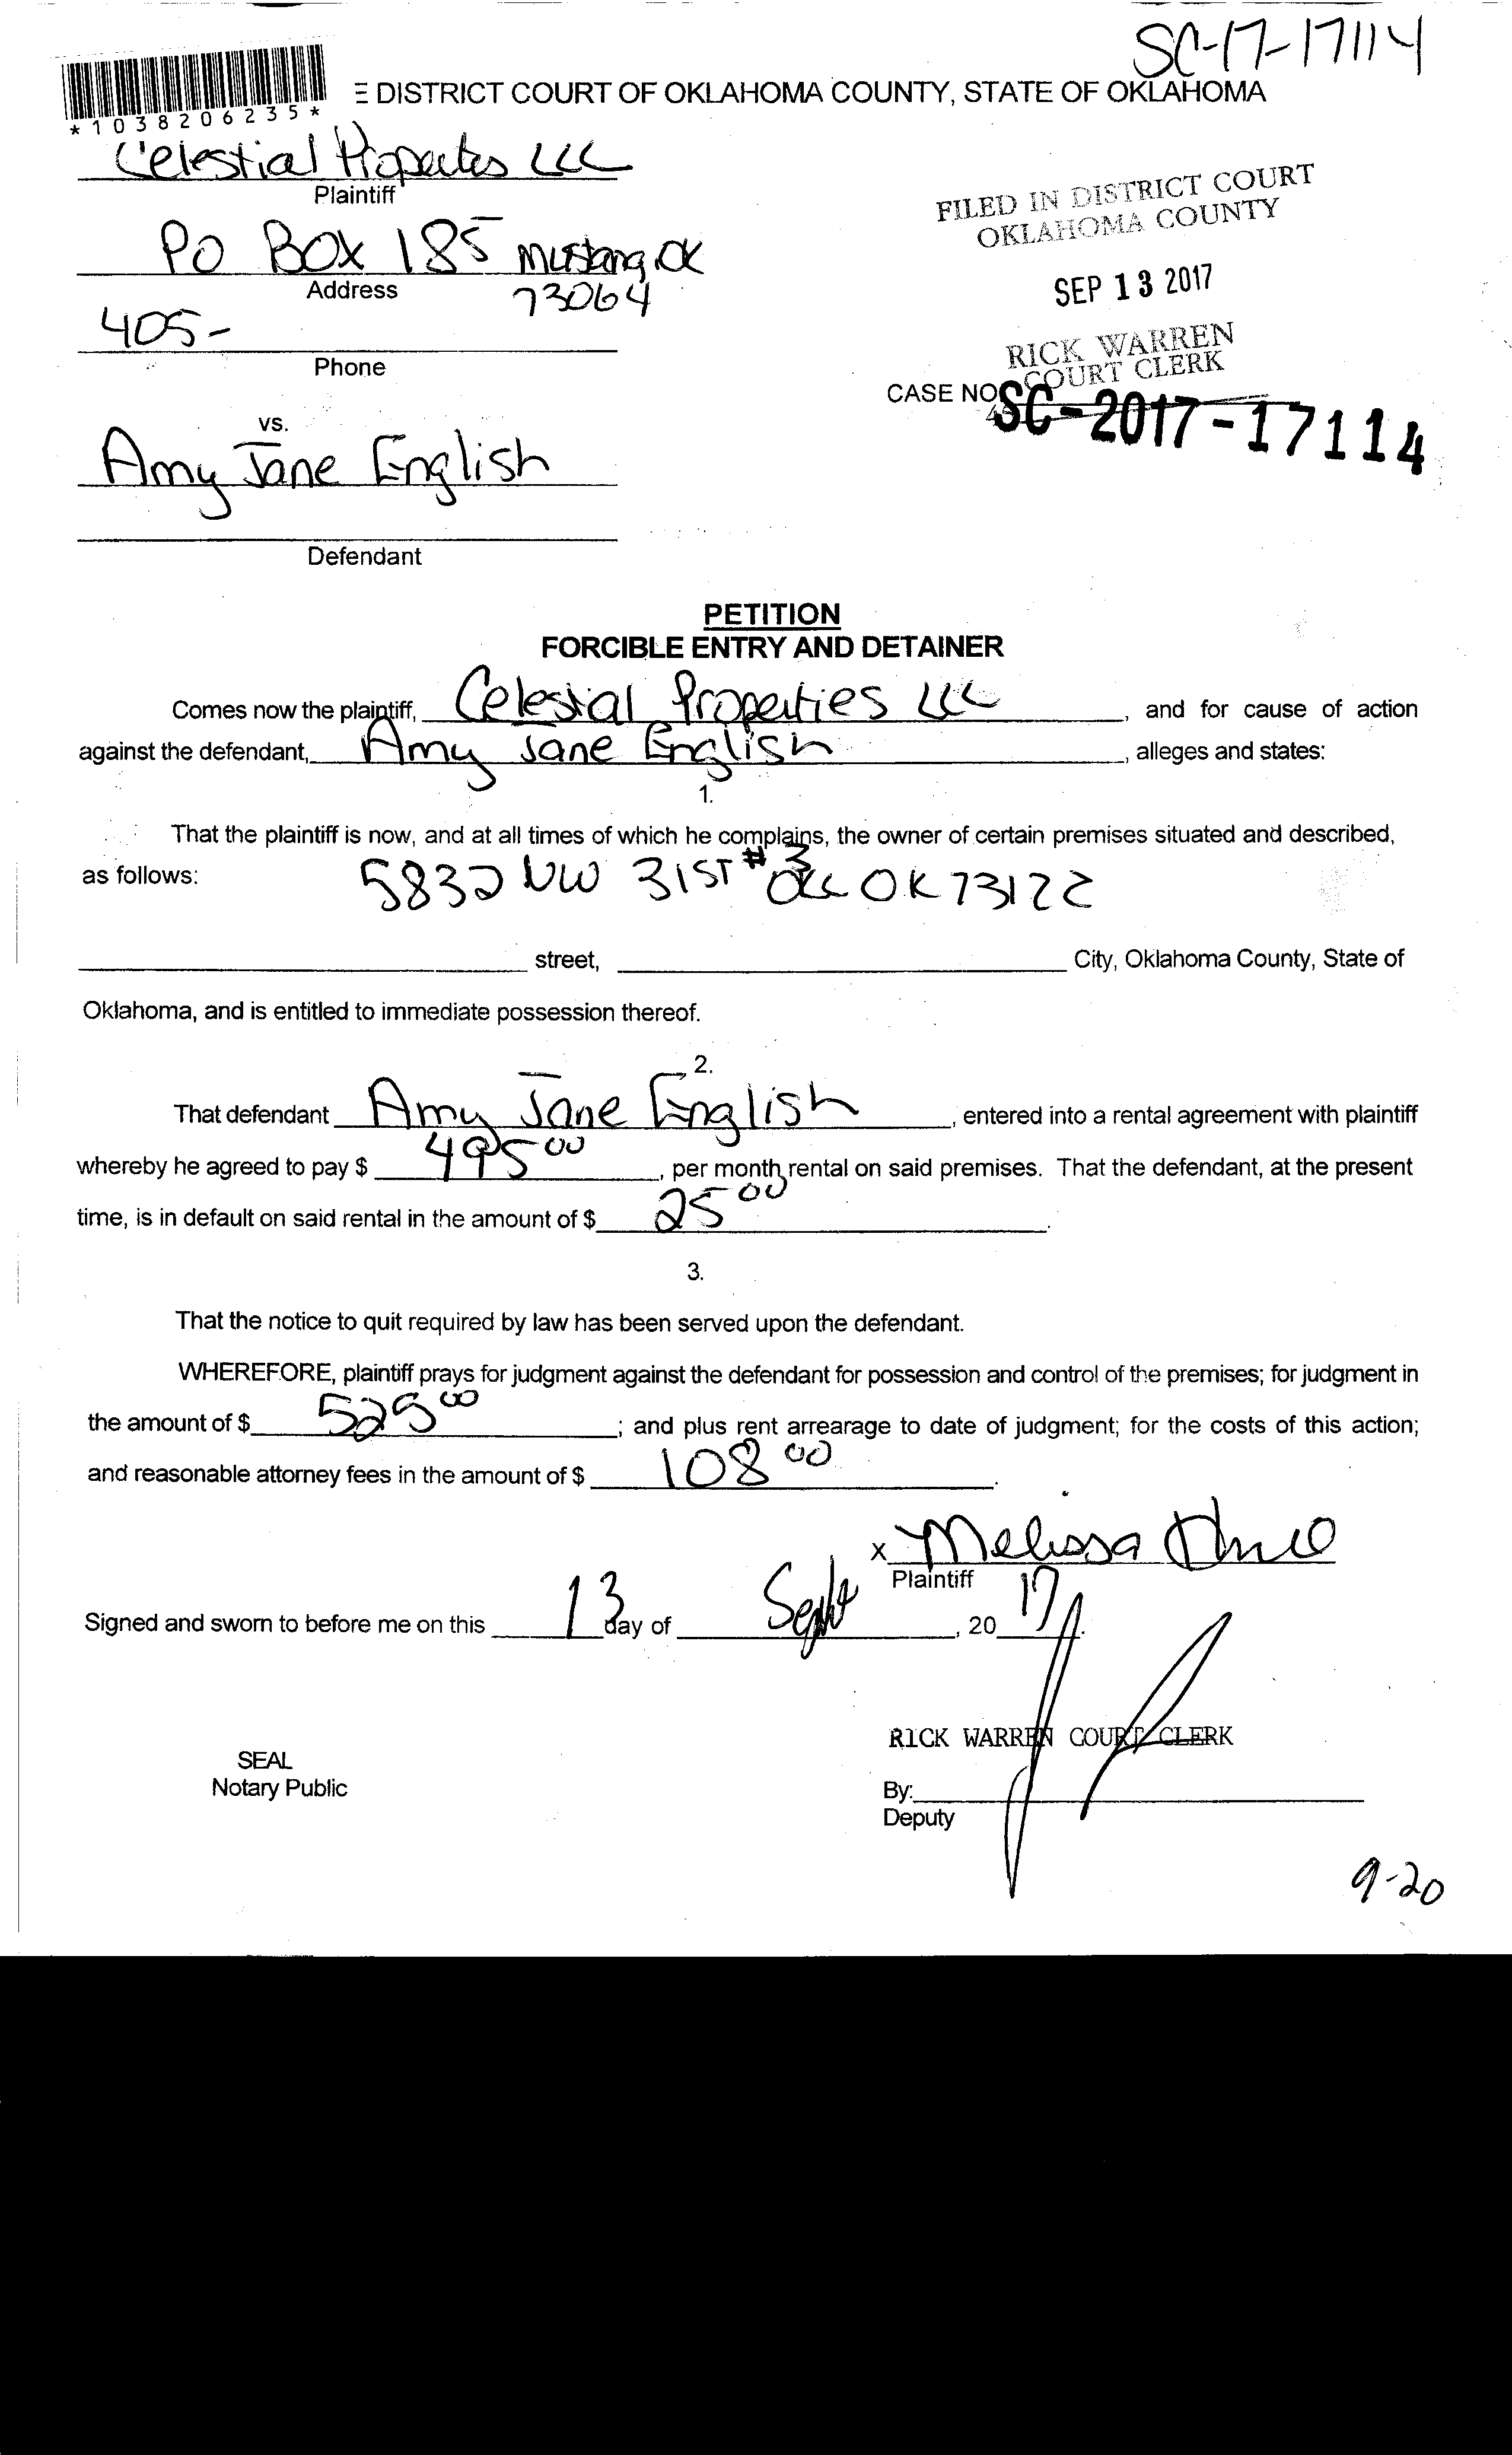 SC-17-17114
E DISTRICT COURT OF OKLAHOMA COUNTY, STATE OF OKLAHOMA
*1038206235*
Celestial Properties LLC
Plaintiff
FILED IN DISTRICT COURT
OKLAHOMA COUNTY
PO BOX 185 Mustang OK
Address
73064
SEP 13 2017
405-
Phone
RICK WARREN
COURT CLERK
CASE NO
SC-2017-17114
vs.
Amy Jane English
Defendant
PETITION
FORCIBLE ENTRY AND DETAINER
Comes now the plaintiff, Celestial Properties LLC, and for cause of action
against the defendant, Amy Jane English, alleges and states:
1.
That the plaintiff is now, and at all times of which he complains, the owner of certain premises situated and described,
as follows: 5832 NW 31ST #3 OKC OK 73122
street, City, Oklahoma County, State of
Oklahoma, and is entitled to immediate possession thereof.
2.
That defendant Amy Jane English, entered into a rental agreement with plaintiff
whereby he agreed to pay $ 495 00, per month rental on said premises. That the defendant, at the present
time, is in default on said rental in the amount of $ 25 00.
3.
That the notice to quit required by law has been served upon the defendant.
WHEREFORE, plaintiff prays for judgment against the defendant for possession and control of the premises; for judgment in
the amount of $ 525 00; and plus rent arrearage to date of judgment; for the costs of this action;
and reasonable attorney fees in the amount of $ 108 00.
x Melissa
Plaintiff
Signed and sworn to before me on this 13 day of Sept, 20 17.
RICK WARREN COURT CLERK
SEAL
Notary Public
By:
Deputy
9-20